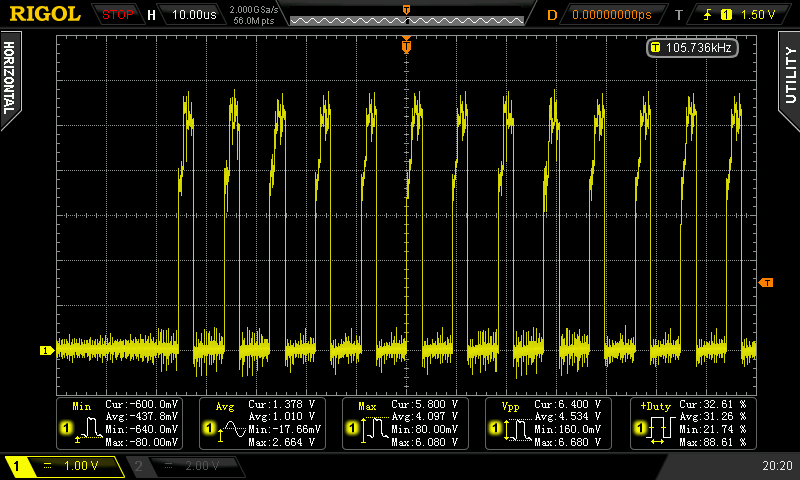 RIGOL STOP H 10.00us 2.000GSa/s 56.0M pts D 0.00000000ps T 1 1.50 V
T
T 105.736kHz
HORIZONTAL
UTILITY
T
1
Min Avg Max Vpp +Duty
Cur:-600.0mV Cur:1.378 V Cur:5.800 V Cur:6.400 V Cur:32.61 %
Avg:-437.8mV Avg:1.010 V Avg:4.097 V Avg:4.534 V Avg:31.26 %
Min:-640.0mV Min:-17.66mV Min:80.00mV Min:160.0mV Min:21.74 %
Max:-80.00mV Max:2.664 V Max:6.080 V Max:6.680 V Max:88.61 %
1 1 1 1 1
1 1.00 V 2 2.00 V 20:20